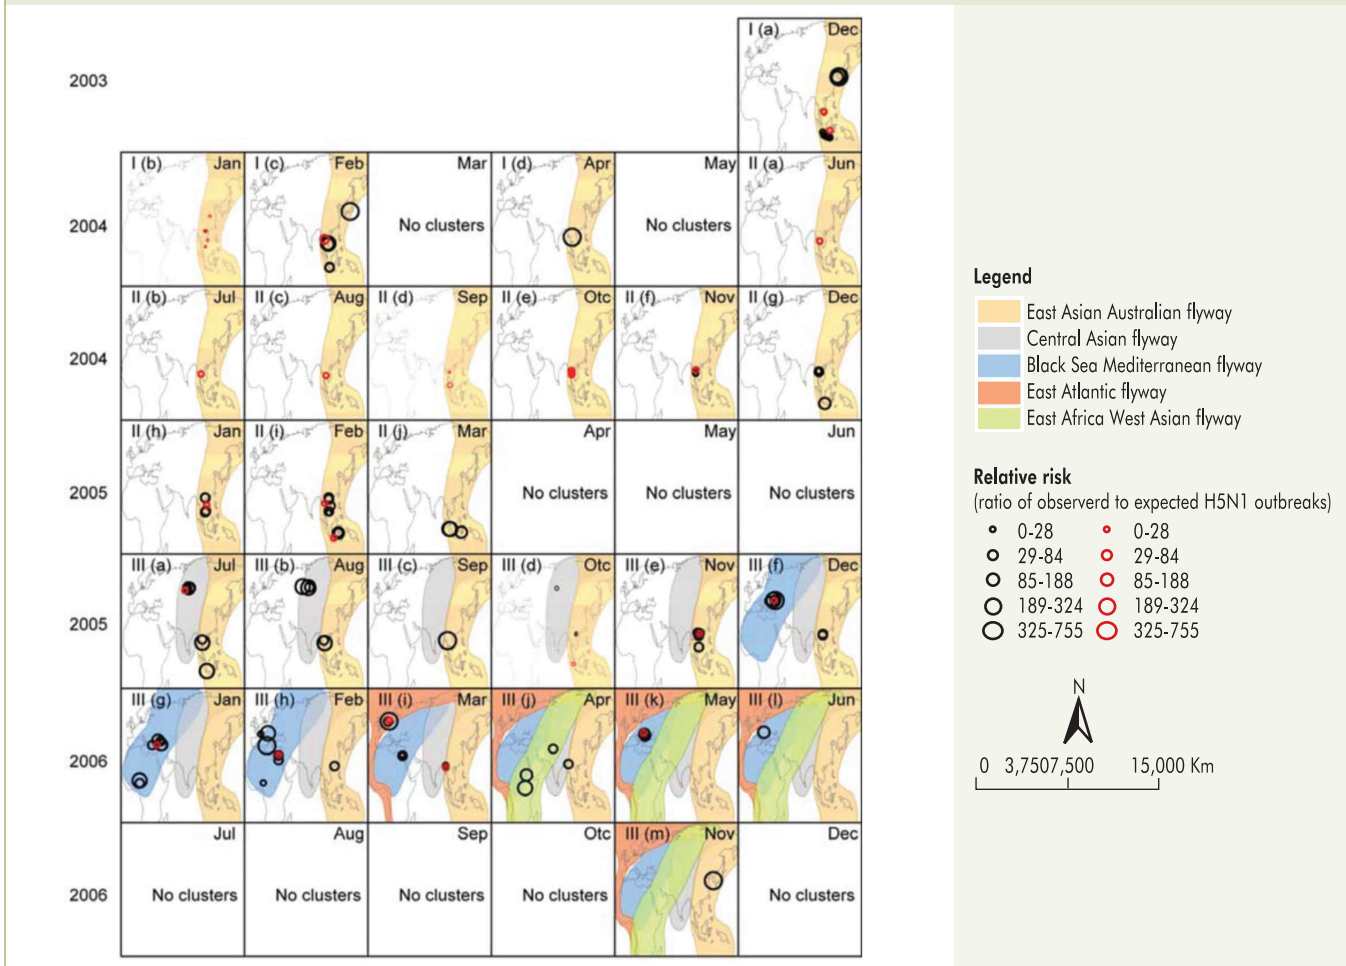 I (a) Dec
2003
I (b) Jan
I (c) Feb
Mar
I (d) Apr
May
II (a) Jun
2004
No clusters
No clusters
II (b) Jul
II (c) Aug
II (d) Sep
II (e) Otc
II (f) Nov
II (g) Dec
2004
II (h) Jan
II (i) Feb
II (j) Mar
Apr
May
Jun
2005
No clusters
No clusters
No clusters
III (a) Jul
III (b) Aug
III (c) Sep
III (d) Otc
III (e) Nov
III (f) Dec
2005
III (g) Jan
III (h) Feb
III (i) Mar
III (j) Apr
III (k) May
III (l) Jun
2006
Jul
Aug
Sep
Otc
III (m) Nov
Dec
2006
No clusters
No clusters
No clusters
No clusters
No clusters
Legend
East Asian Australian flyway
Central Asian flyway
Black Sea Mediterranean flyway
East Atlantic flyway
East Africa West Asian flyway
Relative risk
(ratio of observerd to expected H5N1 outbreaks)
0-28 0-28
29-84 29-84
85-188 85-188
189-324 189-324
325-755 325-755
N
0 3,7507,500 15,000 Km